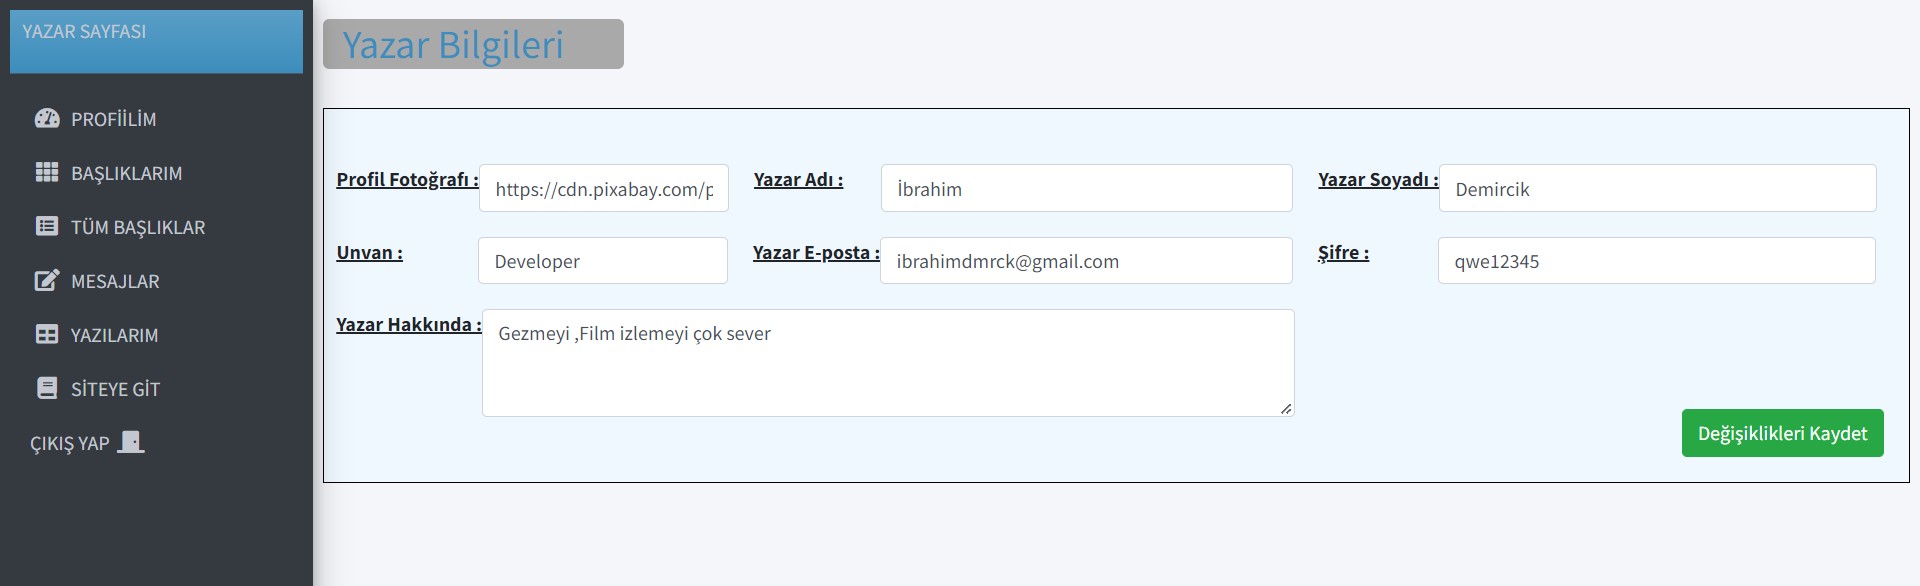 YAZAR SAYFASI
PROFİİLİM
BAŞLIKLARIM
TÜM BAŞLIKLAR
MESAJLAR
YAZILARIM
SİTEYE GİT
ÇIKIŞ YAP
Yazar Bilgileri
Profil Fotoğrafı : https://cdn.pixabay.com/p Yazar Adı : İbrahim Yazar Soyadı : Demircik
Unvan : Developer Yazar E-posta : ibrahimdmrck@gmail.com Şifre : qwe12345
Yazar Hakkında : Gezmeyi ,Film izlemeyi çok sever
Değişiklikleri Kaydet